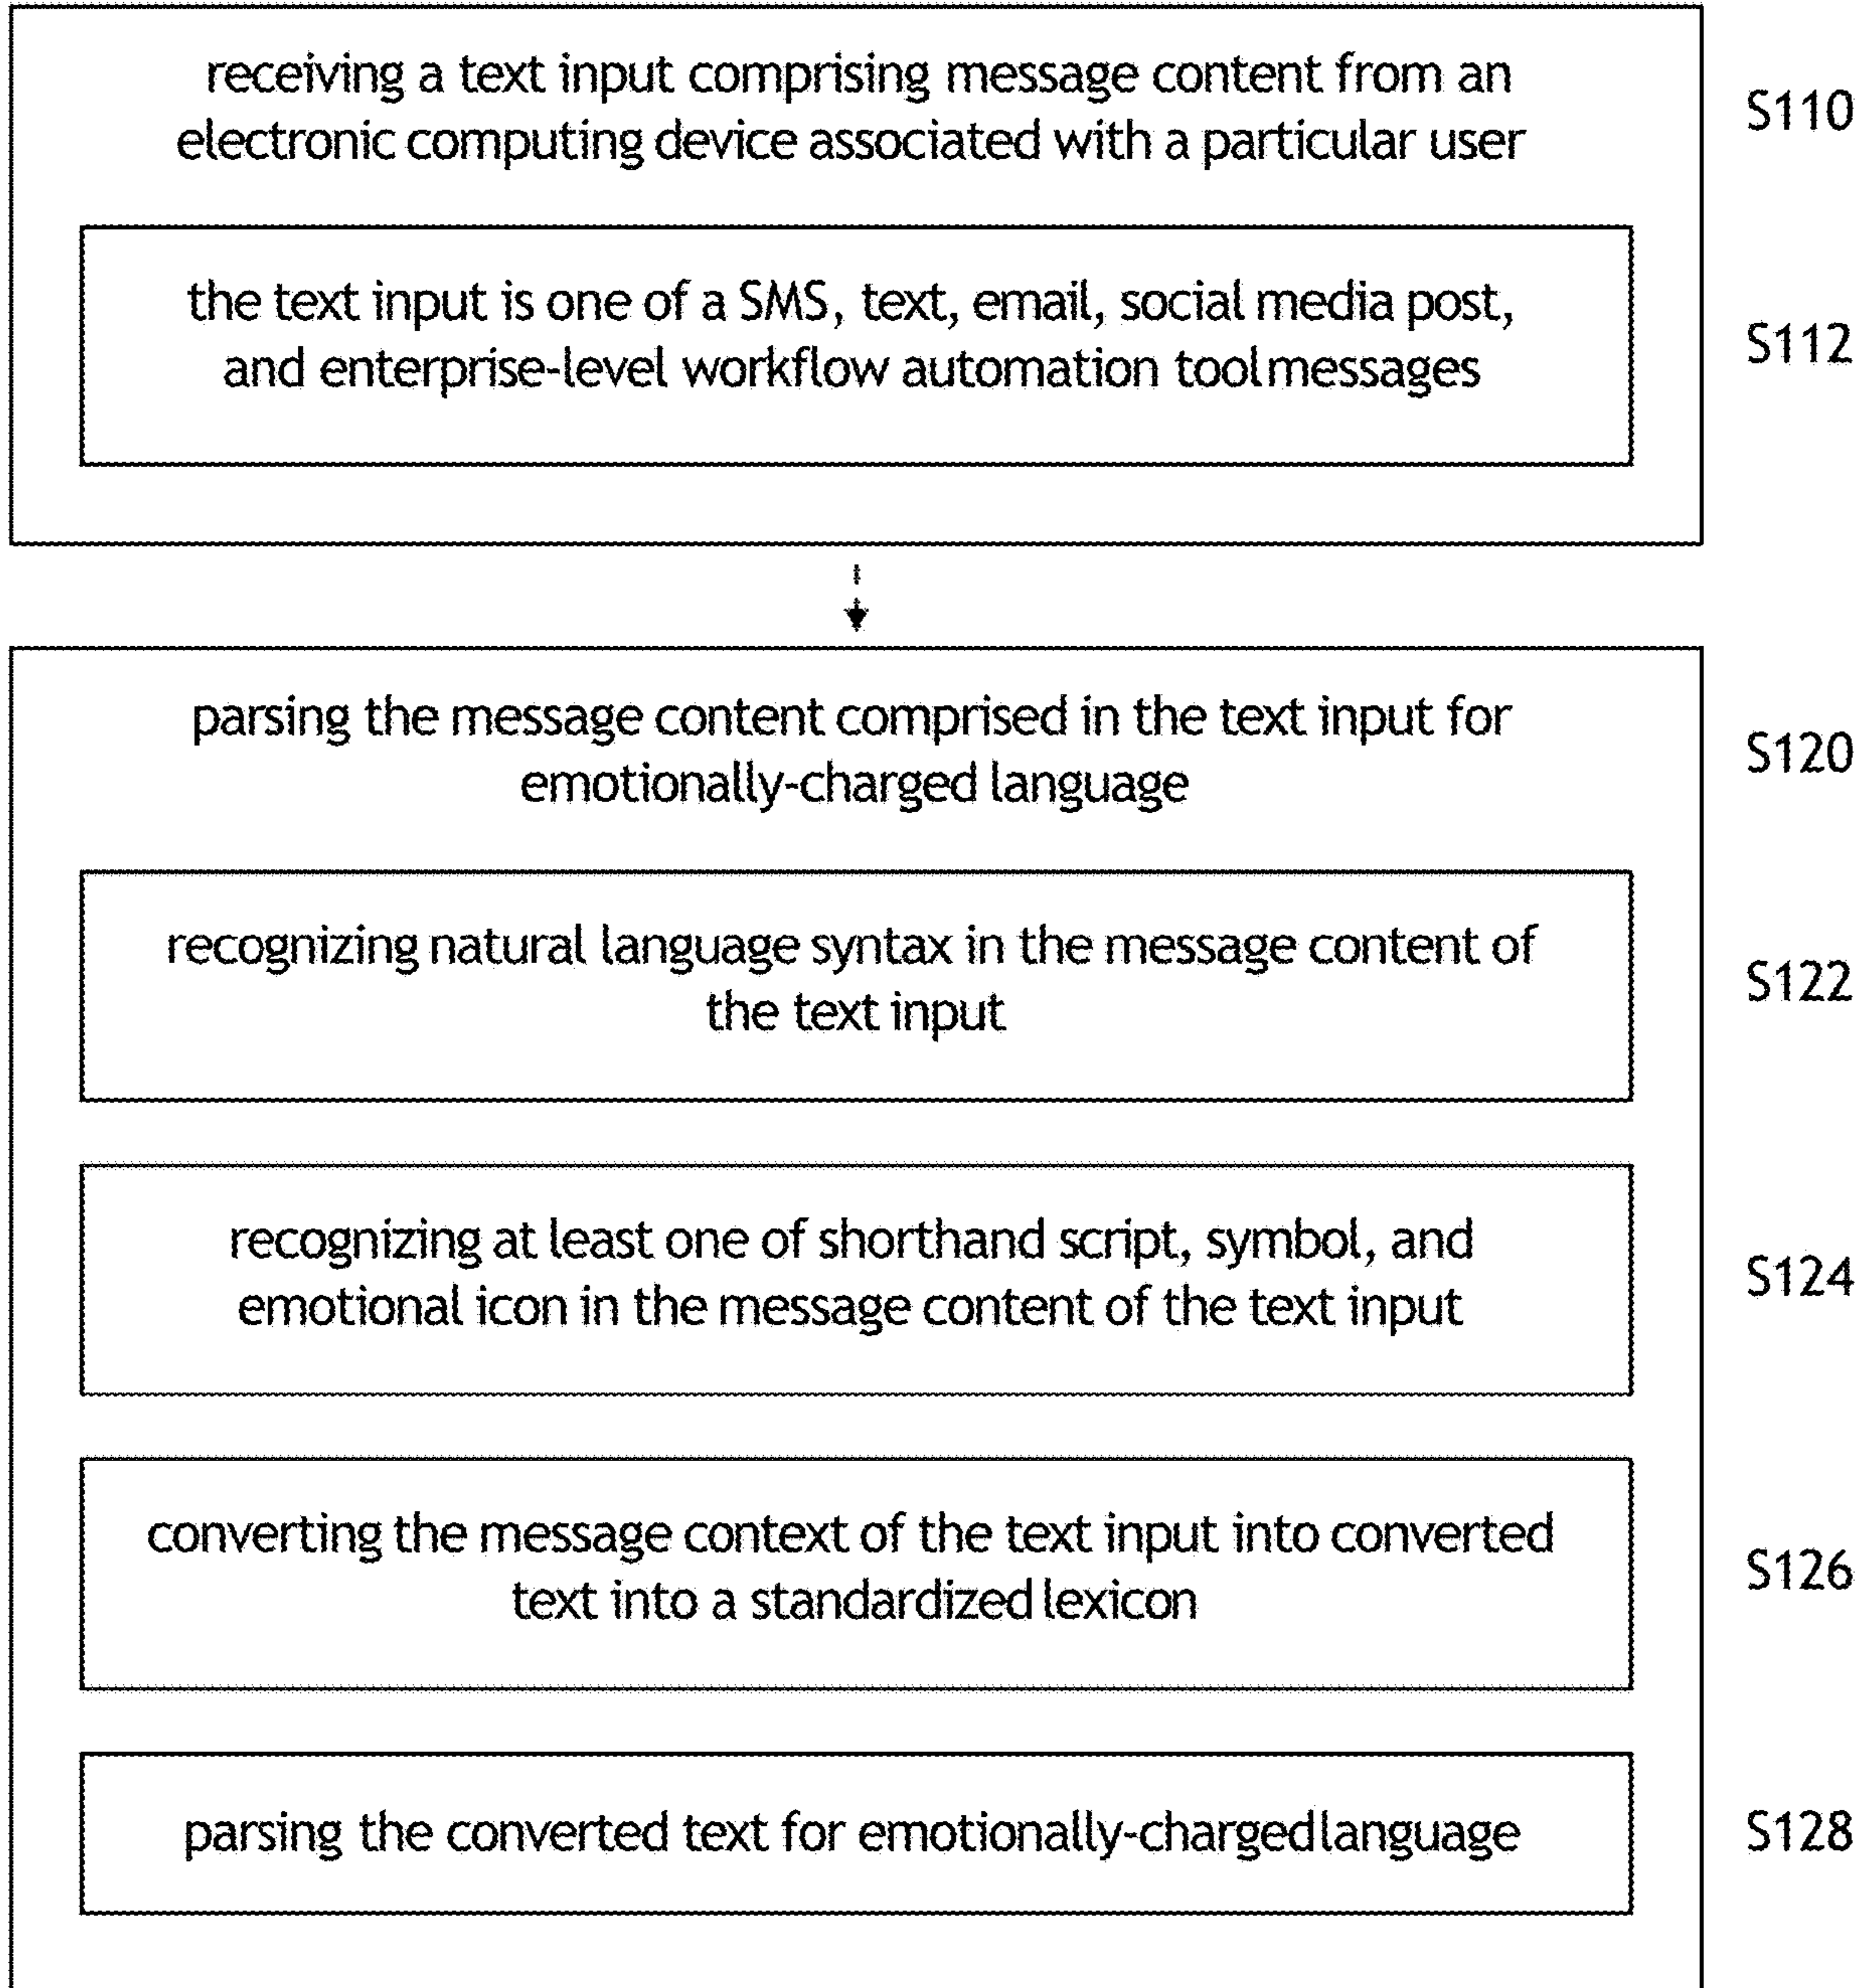 receiving a text input comprising message content from an
electronic computing device associated with a particular user
S110
the text input is one of a SMS, text, email, social media post,
and enterprise-level workflow automation tool messages
S112
parsing the message content comprised in the text input for
emotionally-charged language
S120
recognizing natural language syntax in the message content of
the text input
S122
recognizing at least one of shorthand script, symbol, and
emotional icon in the message content of the text input
S124
converting the message context of the text input into converted
text into a standardized lexicon
S126
parsing the converted text for emotionally-charged language
S128